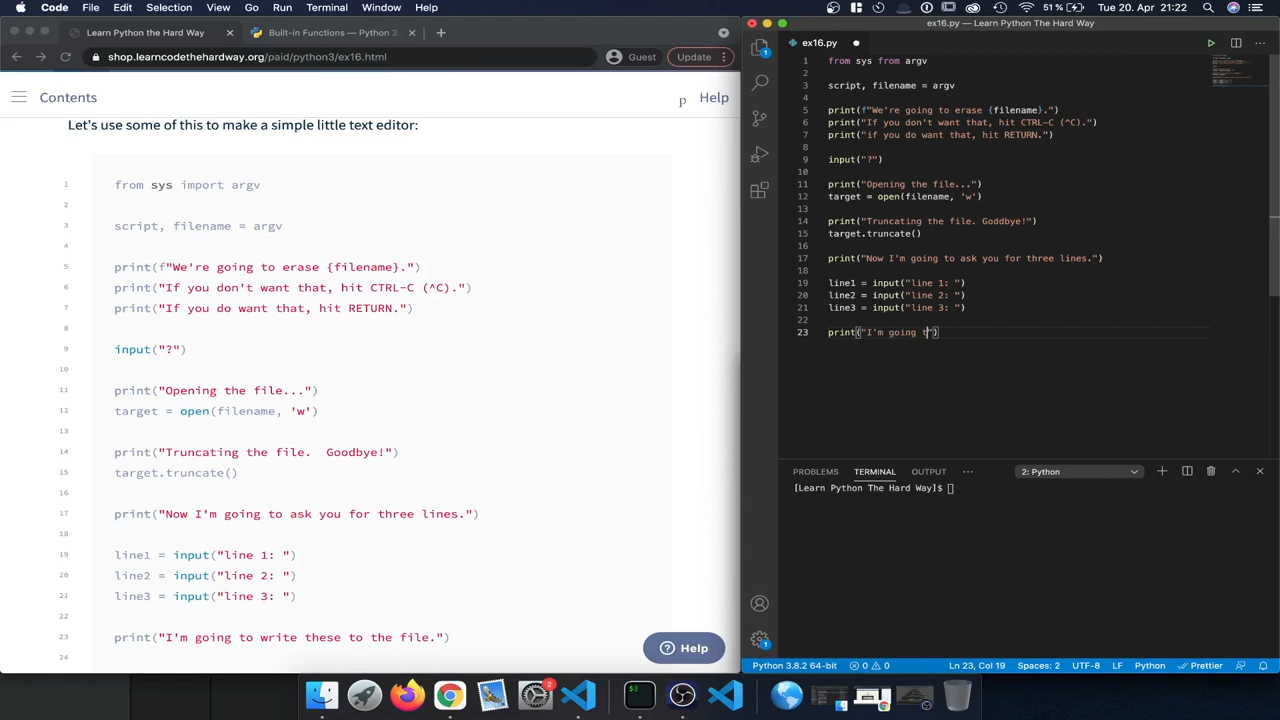 Code File Edit Selection View Go Run Terminal Window Help 51 % Tue 20. Apr 21:22
Learn Python the Hard Way
Built-in Functions — Python 3.
shop.learncodethehardway.org/paid/python3/ex16.html
Guest
Update
Contents
p Help
Let's use some of this to make a simple little text editor:
1 from sys import argv
2
3 script, filename = argv
4
5 print(f"We're going to erase {filename}.")
6 print("If you don't want that, hit CTRL-C (^C).")
7 print("If you do want that, hit RETURN.")
8
9 input("?")
10
11 print("Opening the file...")
12 target = open(filename, 'w')
13
14 print("Truncating the file.  Goodbye!")
15 target.truncate()
16
17 print("Now I'm going to ask you for three lines.")
18
19 line1 = input("line 1: ")
20 line2 = input("line 2: ")
21 line3 = input("line 3: ")
22
23 print("I'm going to write these to the file.")
24
Help
ex16.py — Learn Python The Hard Way
ex16.py
1 from sys from argv
2
3 script, filename = argv
4
5 print(f"We're going to erase {filename}.")
6 print("If you don't want that, hit CTRL-C (^C).")
7 print("if you do want that, hit RETURN.")
8
9 input("?")
10
11 print("Opening the file...")
12 target = open(filename, 'w')
13
14 print("Truncating the file. Goddbye!")
15 target.truncate()
16
17 print("Now I'm going to ask you for three lines.")
18
19 line1 = input("line 1: ")
20 line2 = input("line 2: ")
21 line3 = input("line 3: ")
22
23 print("I'm going t")
PROBLEMS TERMINAL OUTPUT 2: Python
[Learn Python The Hard Way]$
1
1
Python 3.8.2 64-bit 0 0 Ln 23, Col 19 Spaces: 2 UTF-8 LF Python Prettier
2